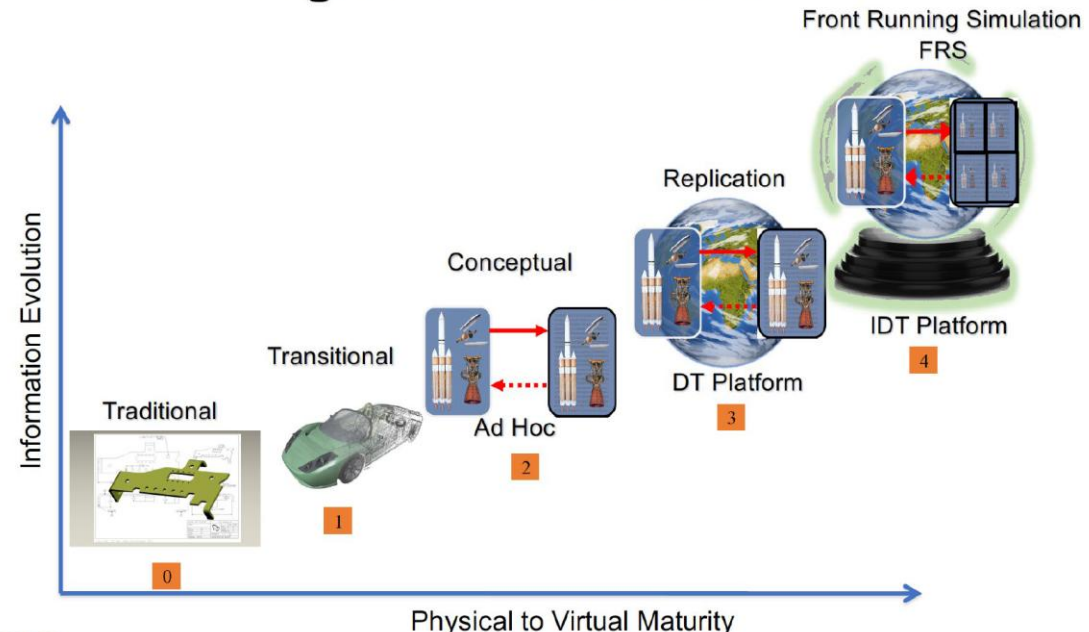 Front Running Simulation
FRS
Replication
Conceptual
Transitional
Traditional
IDT Platform
4
DT Platform
3
Ad Hoc
2
1
0
Information Evolution
Physical to Virtual Maturity